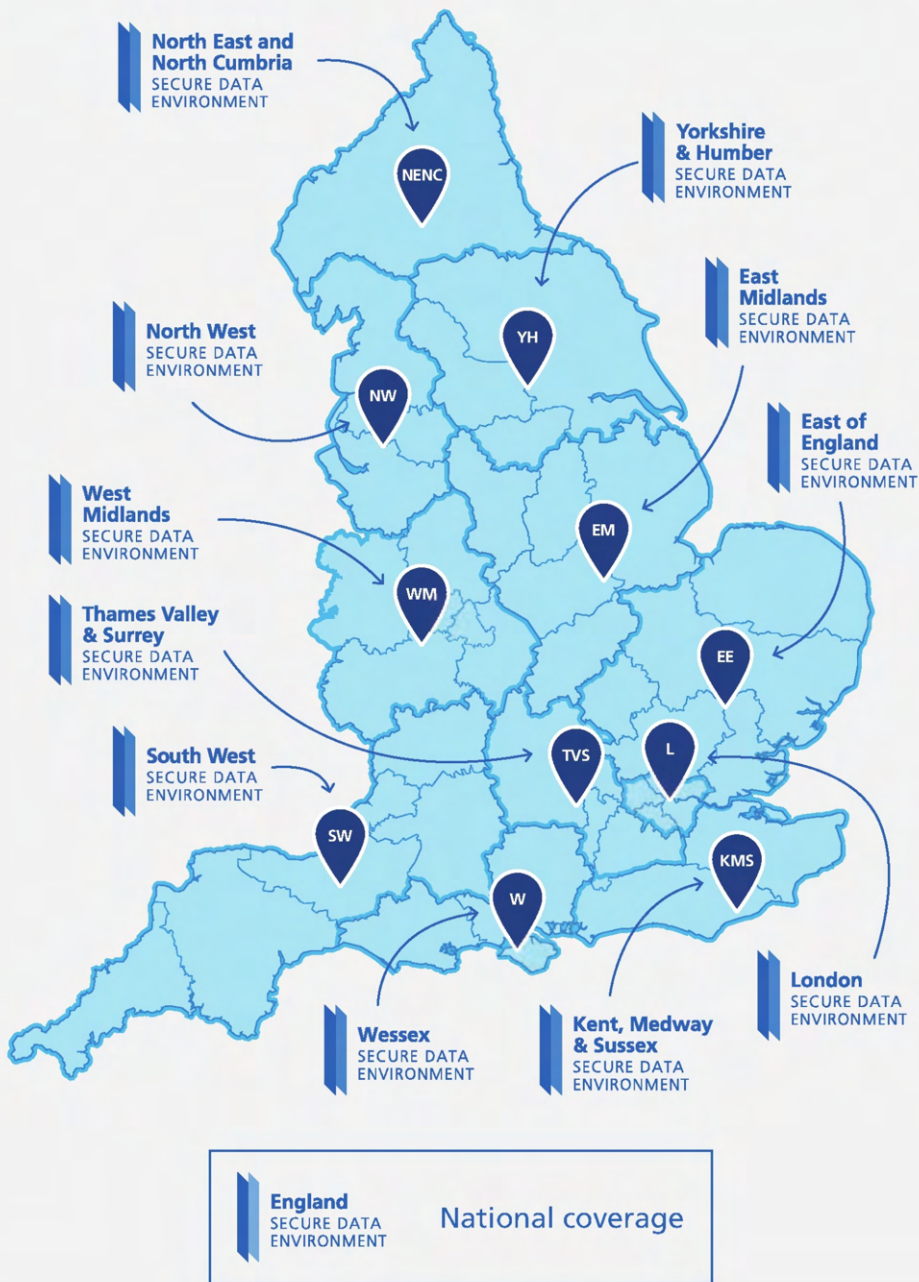 North East and
North Cumbria
SECURE DATA
ENVIRONMENT
NENC
Yorkshire
& Humber
SECURE DATA
ENVIRONMENT
East
Midlands
SECURE DATA
ENVIRONMENT
North West
SECURE DATA
ENVIRONMENT
YH
NW
East of
England
SECURE DATA
ENVIRONMENT
West
Midlands
SECURE DATA
ENVIRONMENT
EM
WM
Thames Valley
& Surrey
SECURE DATA
ENVIRONMENT
EE
South West
SECURE DATA
ENVIRONMENT
TVS
L
SW
KMS
W
London
SECURE DATA
ENVIRONMENT
Wessex
SECURE DATA
ENVIRONMENT
Kent, Medway
& Sussex
SECURE DATA
ENVIRONMENT
England
SECURE DATA
ENVIRONMENT
National coverage